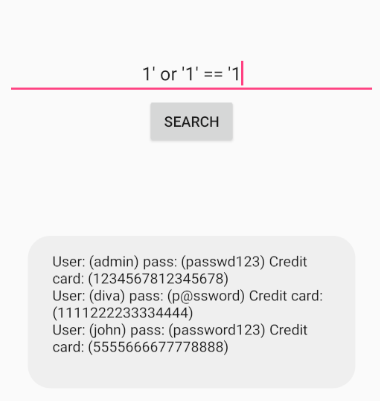 1' or '1' == '1
SEARCH
User: (admin) pass: (passwd123) Credit
card: (1234567812345678)
User: (diva) pass: (p@ssword) Credit card:
(1111222233334444)
User: (john) pass: (password123) Credit
card: (5555666677778888)